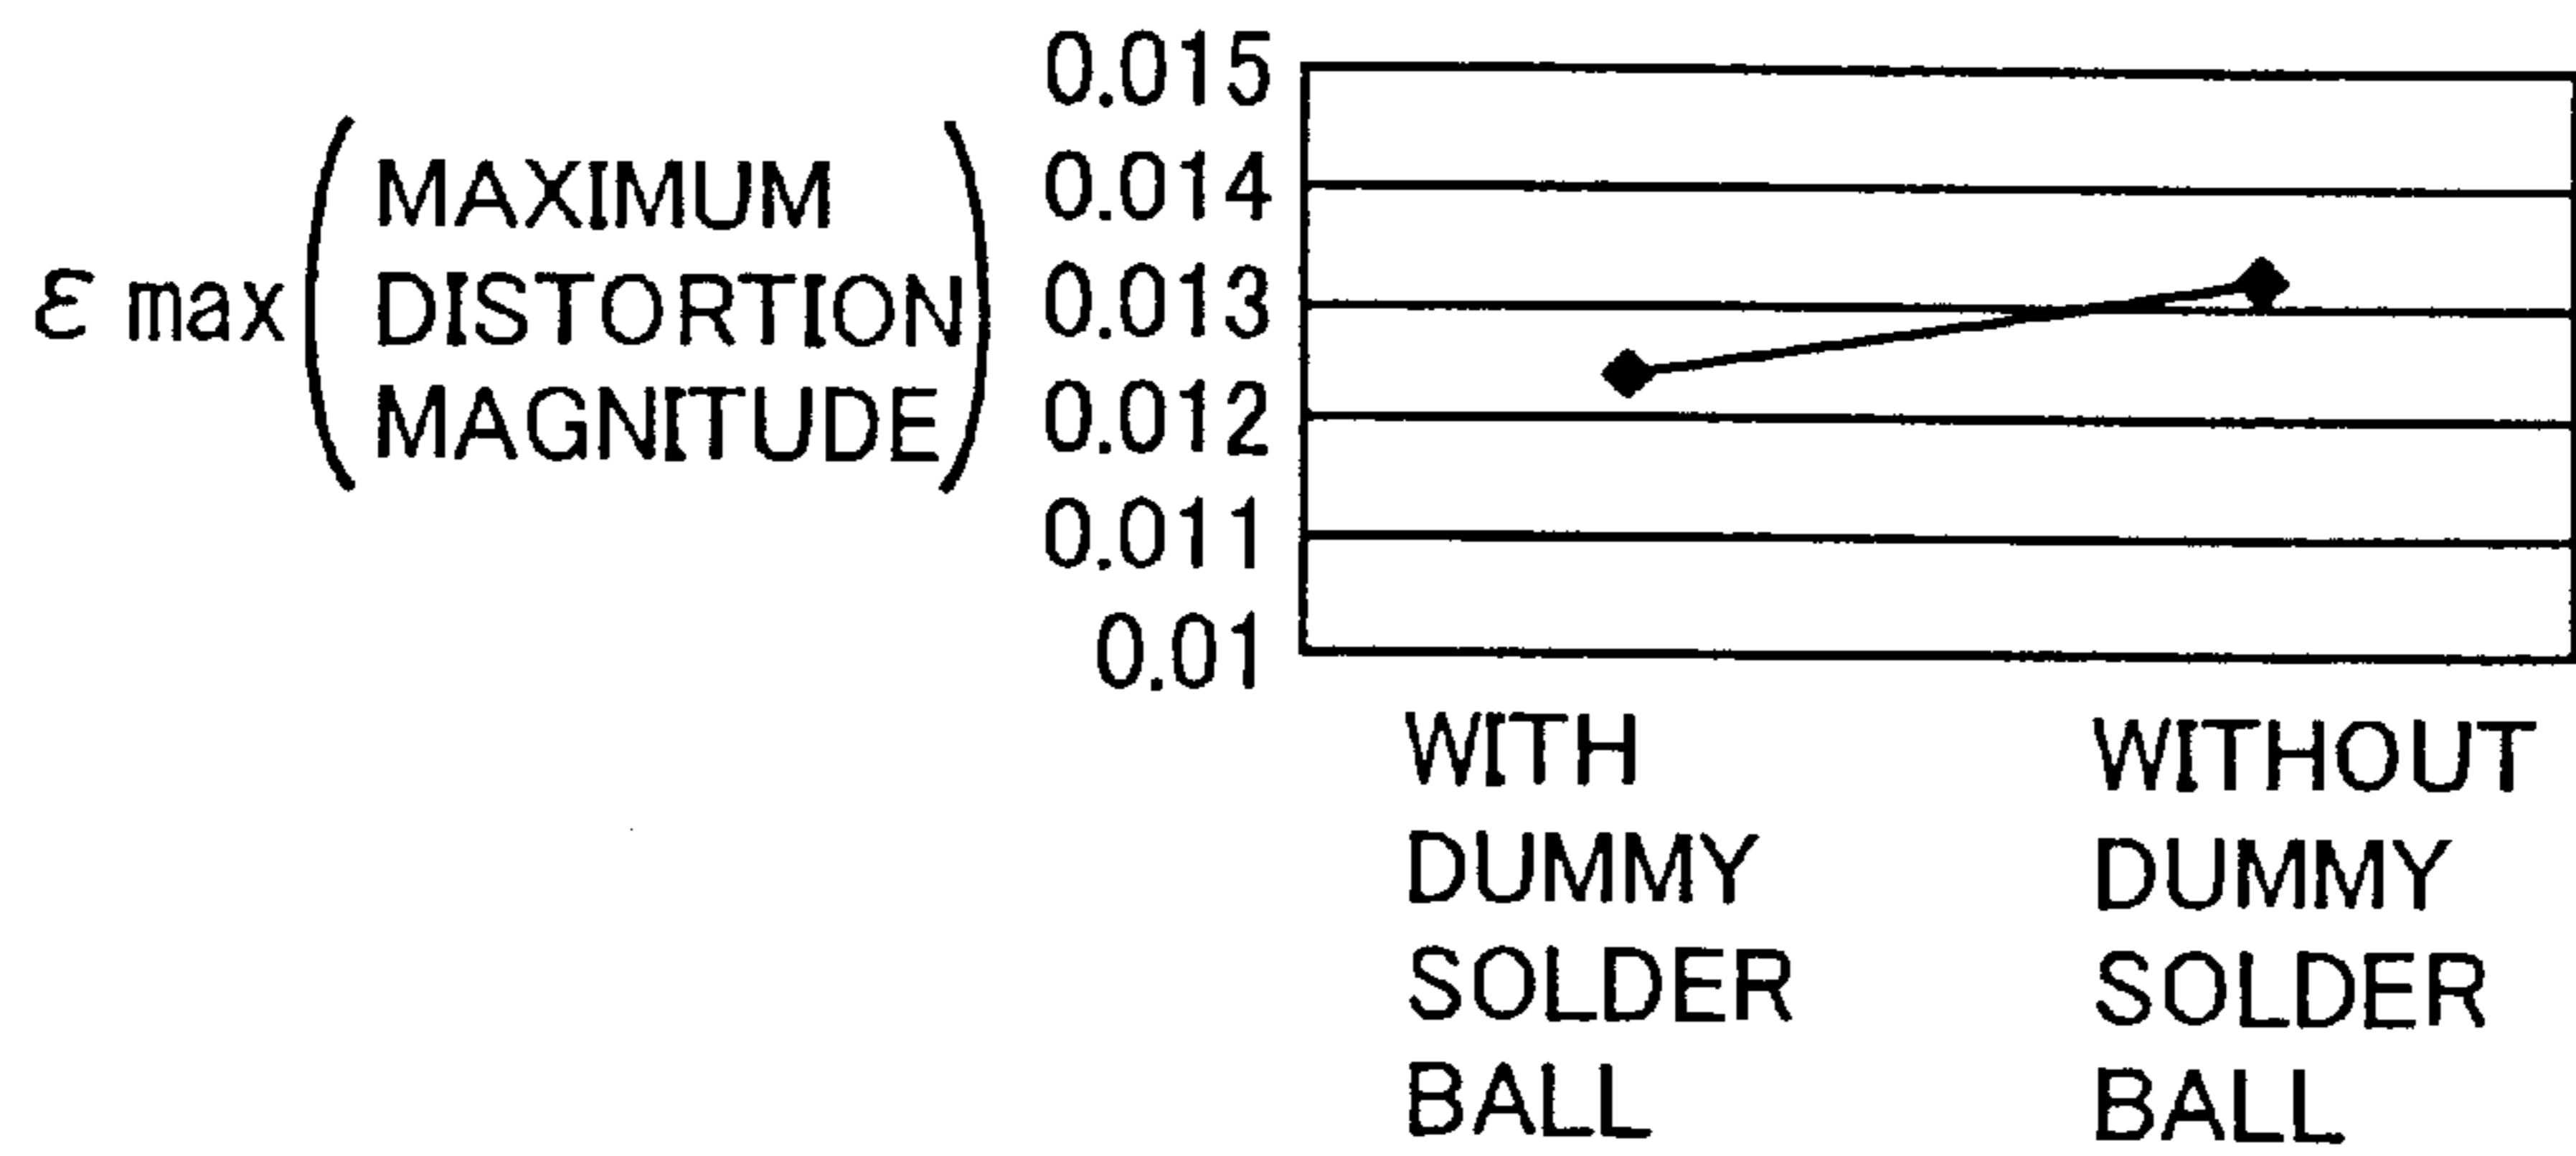 0.015
0.014
0.013
0.012
0.011
0.01
ε max (MAXIMUM
DISTORTION
MAGNITUDE)
WITH
DUMMY
SOLDER
BALL
WITHOUT
DUMMY
SOLDER
BALL